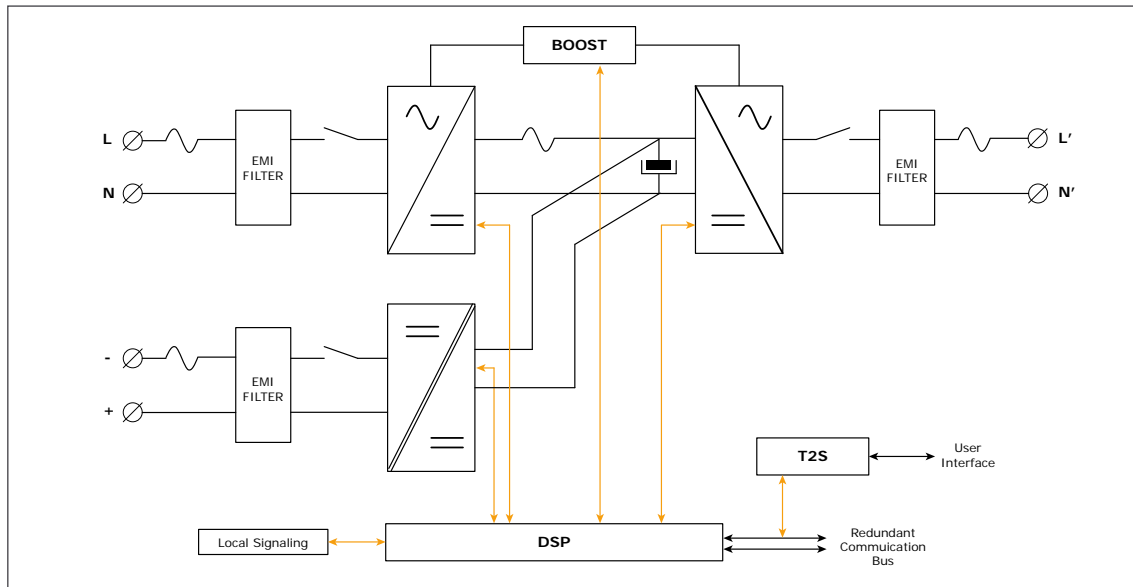 BOOST
L
EMI
FILTER
N
EMI
FILTER
L'
N'
-
+
EMI
FILTER
T2S
User
Interface
Local Signaling
DSP
Redundant
Commuication
Bus